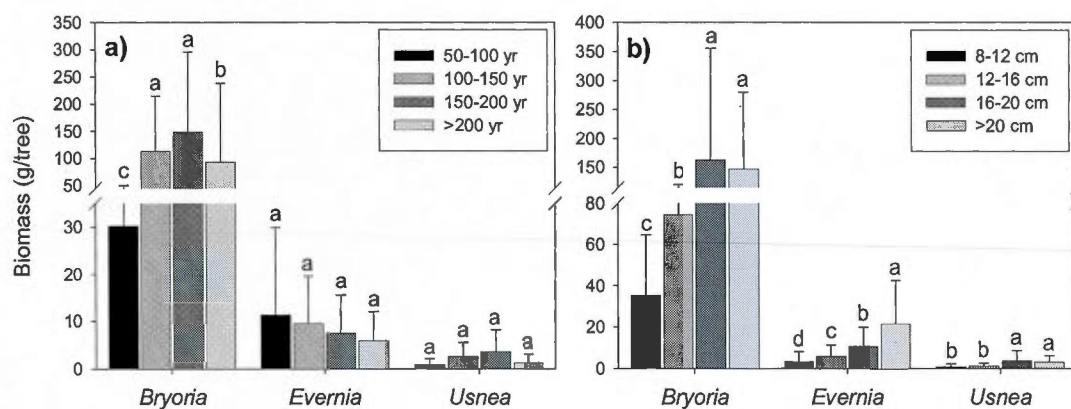 a)
50-100 yr
100-150 yr
150-200 yr
>200 yr
Biomass (g/tree)
350
300
250
200
150
100
50
30
20
10
0
c a a b
a a a a
a a a a
Bryoria Evernia Usnea
b)
8-12 cm
12-16 cm
16-20 cm
>20 cm
400
350
300
250
200
150
80
60
40
20
0
c b a a
d c b a
b b a a
Bryoria Evernia Usnea